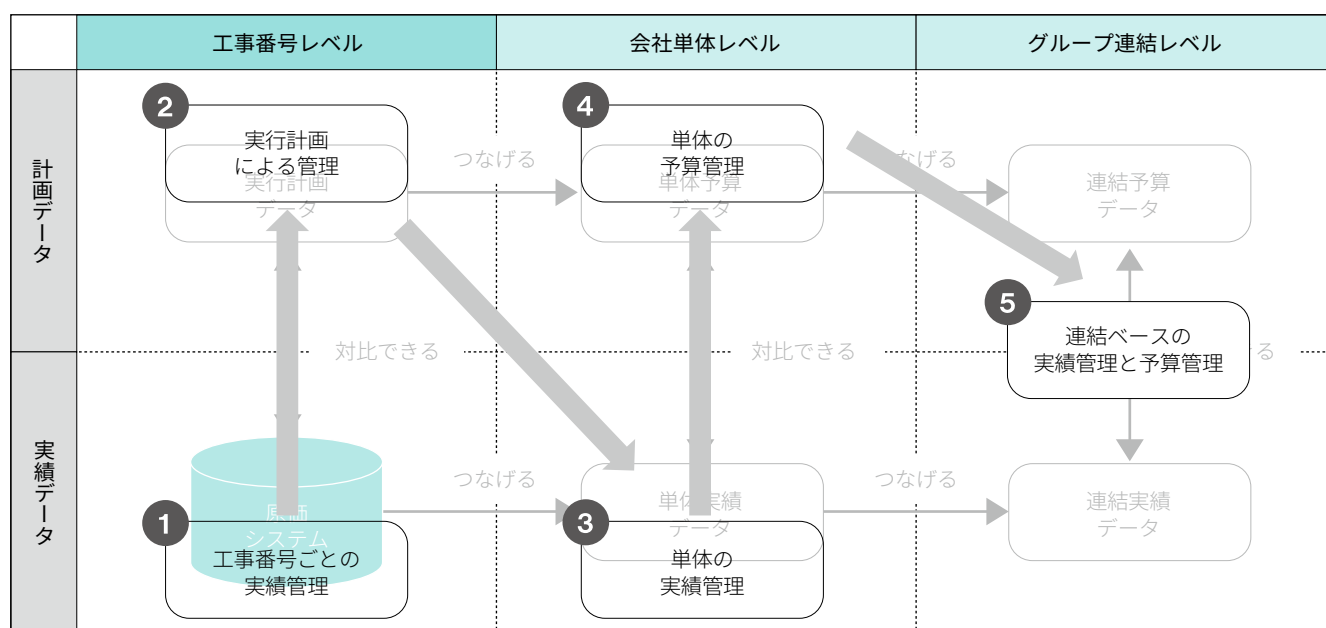 工事番号レベル
会社単体レベル
グループ連結レベル
計画データ
2
実行計画
による管理
実行計画
データ
つなげる
4
単体の
予算管理
単体予算
データ
つなげる
連結予算
データ
対比できる
対比できる
5
連結ベースの
実績管理と予算管理
る
実績データ
原価
システム
1
工事番号ごとの
実績管理
つなげる
単体実績
データ
3
単体の
実績管理
つなげる
連結実績
データ